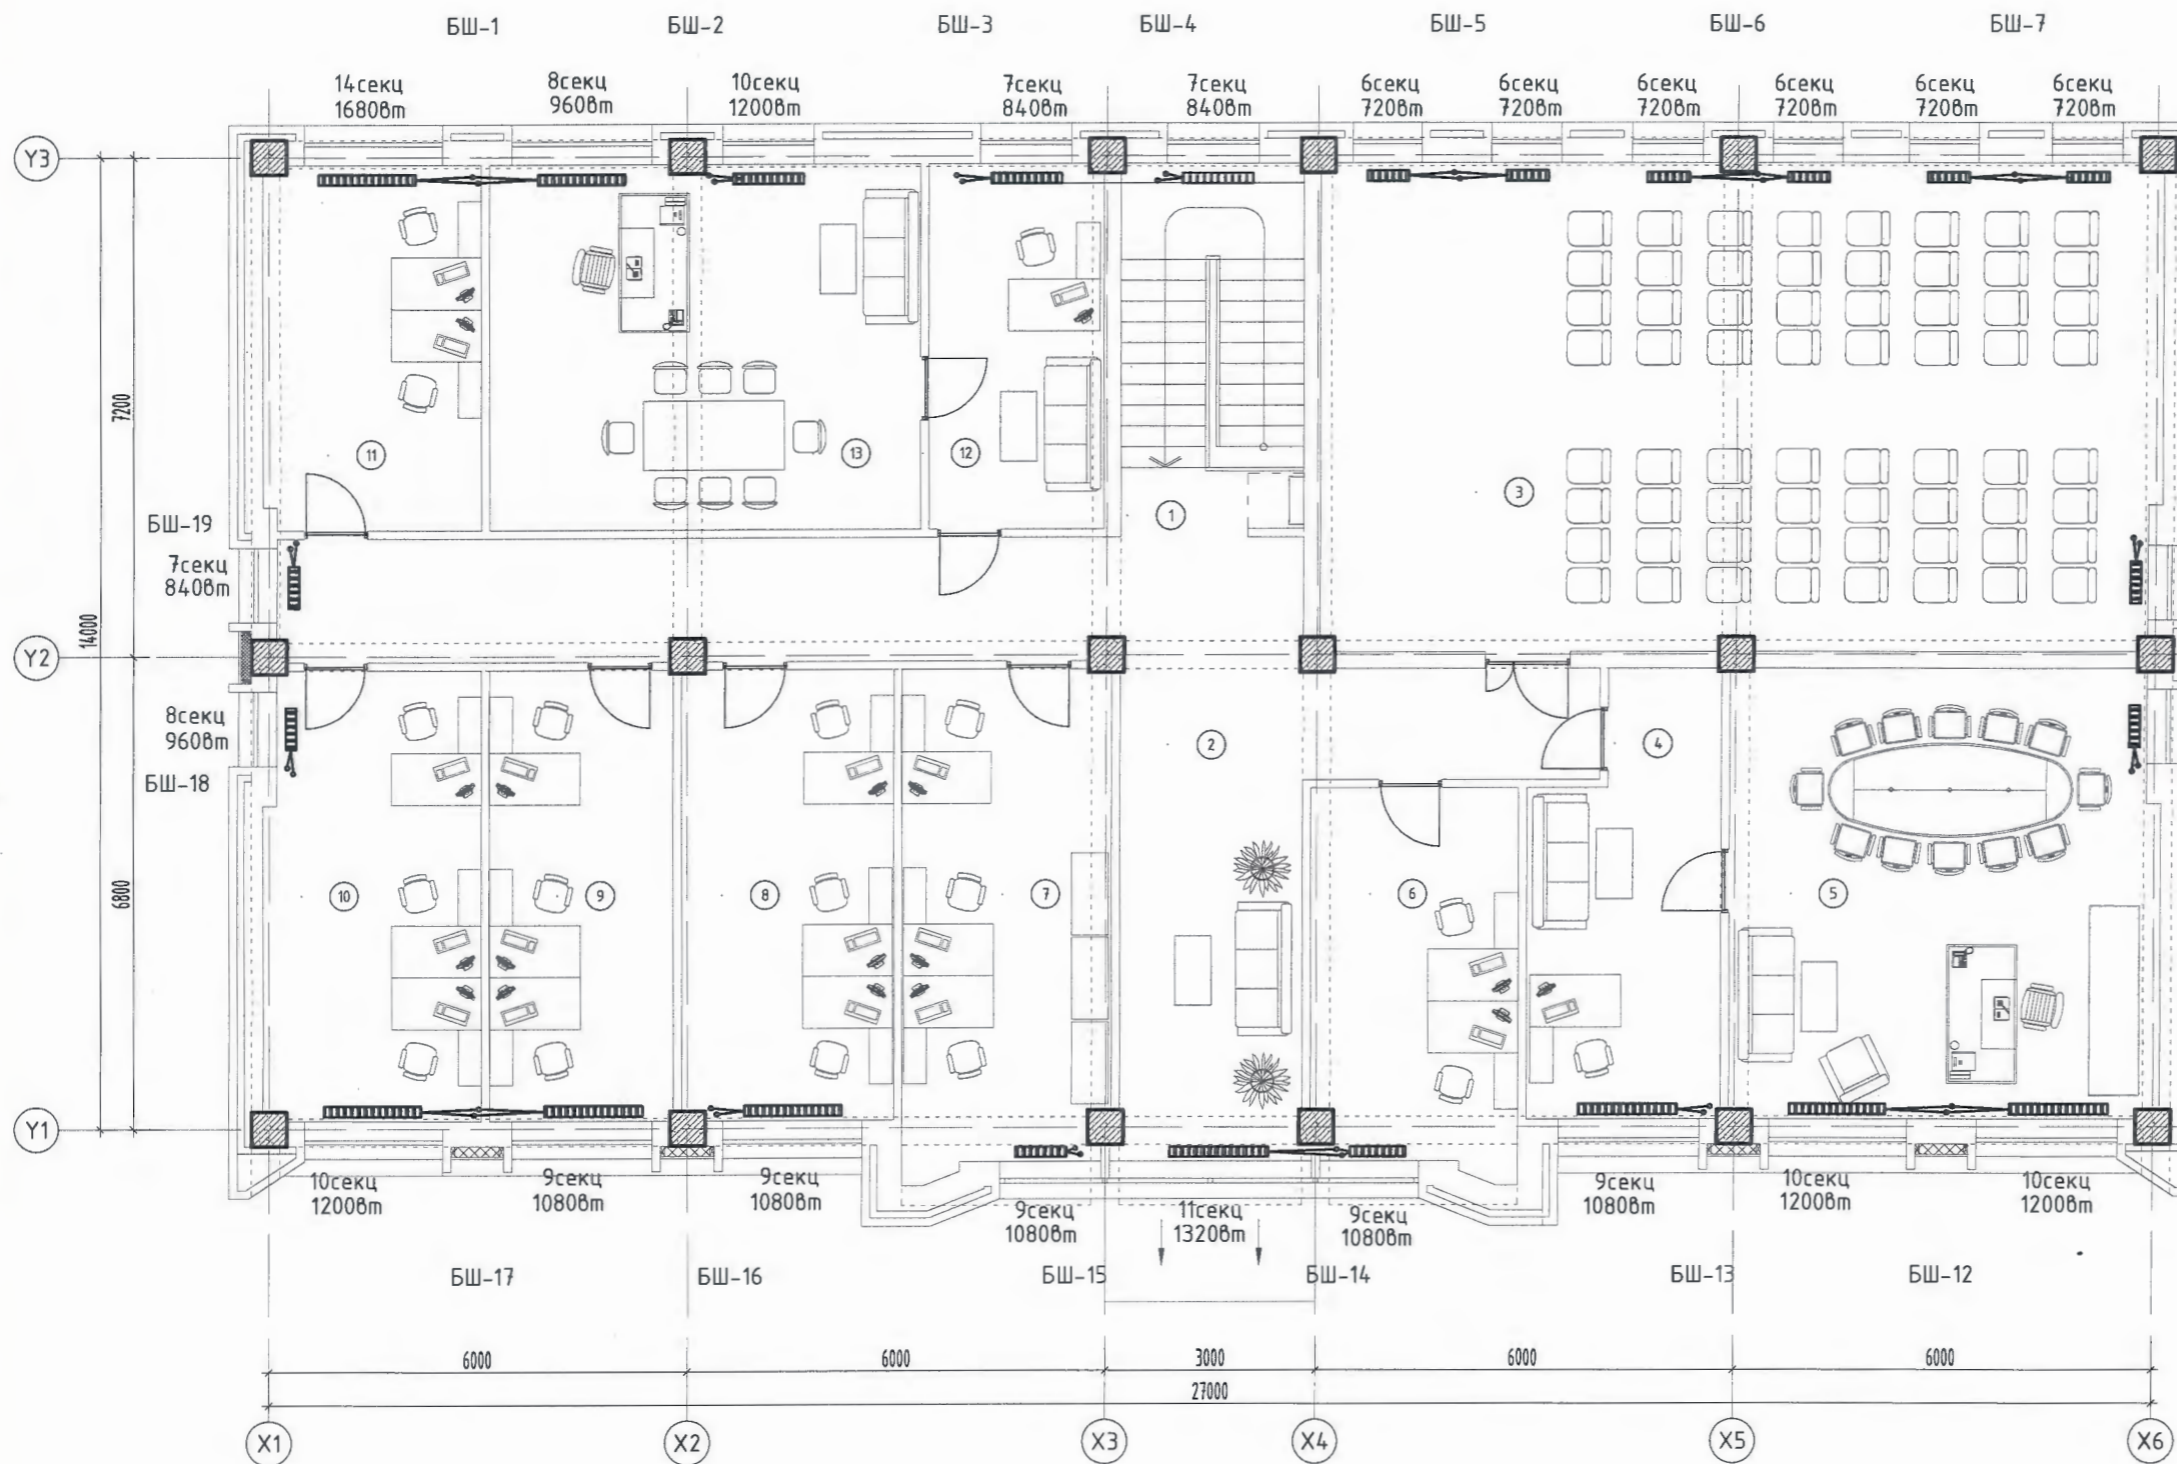 БШ-1
БШ-2
БШ-3
БШ-4
БШ-5
БШ-6
БШ-7
14секц
1680вт
8секц
960вт
10секц
1200вт
7секц
840вт
7секц
840вт
6секц
720вт
6секц
720вт
6секц
720вт
6секц
720вт
6секц
720вт
6секц
720вт
Y3
7200
11
13
12
1
3
БШ-19
7секц
840вт
14000
Y2
8секц
960вт
БШ-18
2
4
6800
10
9
8
7
6
5
Y1
10секц
1200вт
9секц
1080вт
9секц
1080вт
9секц
1080вт
11секц
1320вт
9секц
1080вт
9секц
1080вт
10секц
1200вт
10секц
1200вт
БШ-17
БШ-16
БШ-15
БШ-14
БШ-13
БШ-12
6000
6000
3000
6000
6000
27000
X1
X2
X3
X4
X5
X6